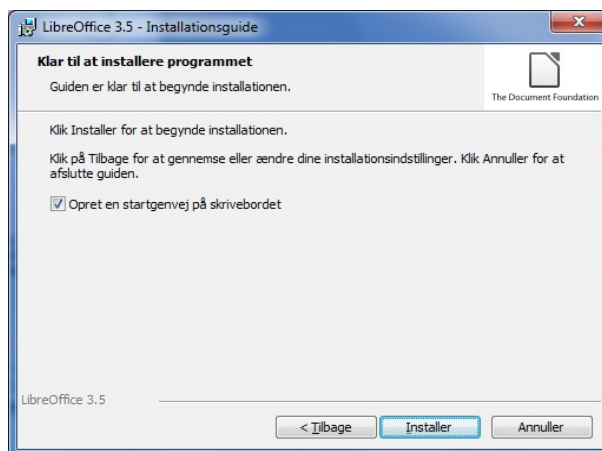 LibreOffice 3.5 - Installationsguide
Klar til at installere programmet
Guiden er klar til at begynde installationen.
The Document Foundation
Klik Installer for at begynde installationen.
Klik på Tilbage for at gennemse eller ændre dine installationsindstillinger. Klik Annuller for at
afslutte guiden.
Opret en startgenvej på skrivebordet
LibreOffice 3.5
< Tilbage
Installer
Annuller